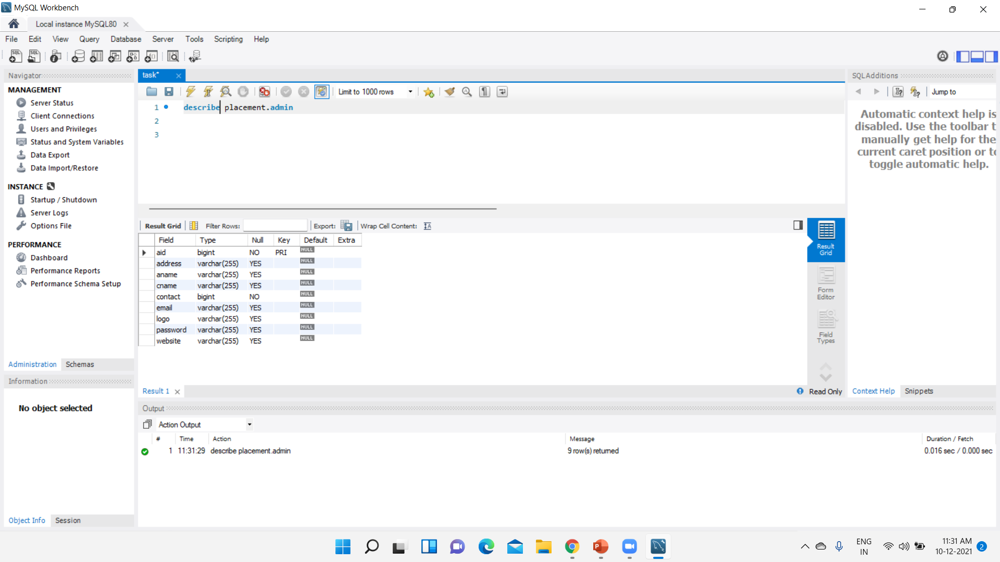 MySQL Workbench
Local instance MySQL80
File Edit View Query Database Server Tools Scripting Help
Navigator
MANAGEMENT
Server Status
Client Connections
Users and Privileges
Status and System Variables
Data Export
Data Import/Restore
INSTANCE
Startup / Shutdown
Server Logs
Options File
PERFORMANCE
Dashboard
Performance Reports
Performance Schema Setup
Administration Schemas
Information
No object selected
Object Info Session
task*
Limit to 1000 rows
1 describe placement.admin
2
3
Result Grid Filter Rows: Export: Wrap Cell Content:
Field Type Null Key Default Extra
aid bigint NO PRI NULL
address varchar(255) YES NULL
aname varchar(255) YES NULL
cname varchar(255) YES NULL
contact bigint NO NULL
email varchar(255) YES NULL
logo varchar(255) YES NULL
password varchar(255) YES NULL
website varchar(255) YES NULL
Result
Grid
Form
Editor
Field
Types
Result 1
Read Only
SQLAdditions
Jump to
Automatic context help is
disabled. Use the toolbar t
manually get help for the
current caret position or to
toggle automatic help.
Context Help Snippets
Output
Action Output
# Time Action Message Duration / Fetch
1 11:31:29 describe placement.admin 9 row(s) returned 0.016 sec / 0.000 sec
ENG
IN
11:31 AM
10-12-2021
2